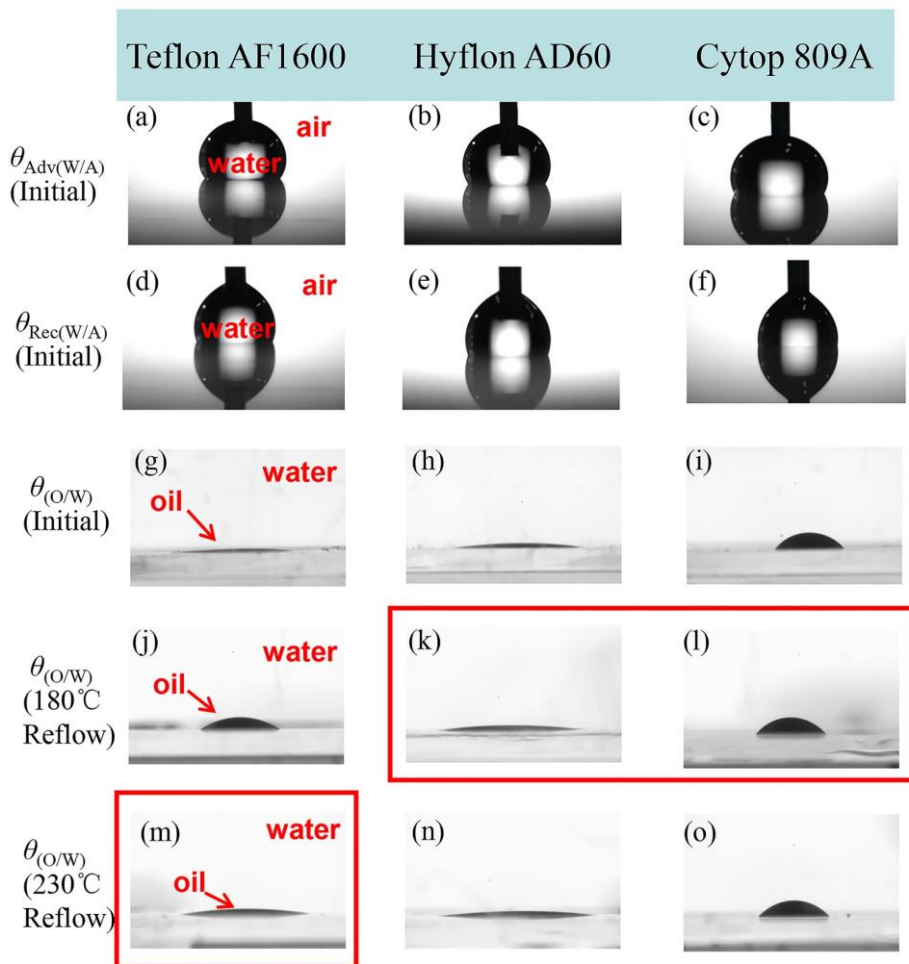 Teflon AF1600 Hyflon AD60 Cytop 809A
(a) (b) (c)
air
water
θAdv(W/A)
(Initial)
(d) (e) (f)
air
water
θRec(W/A)
(Initial)
(g) (h) (i)
water
oil
θ(O/W)
(Initial)
(j) (k) (l)
water
oil
θ(O/W)
(180℃
Reflow)
(m) (n) (o)
water
oil
θ(O/W)
(230℃
Reflow)